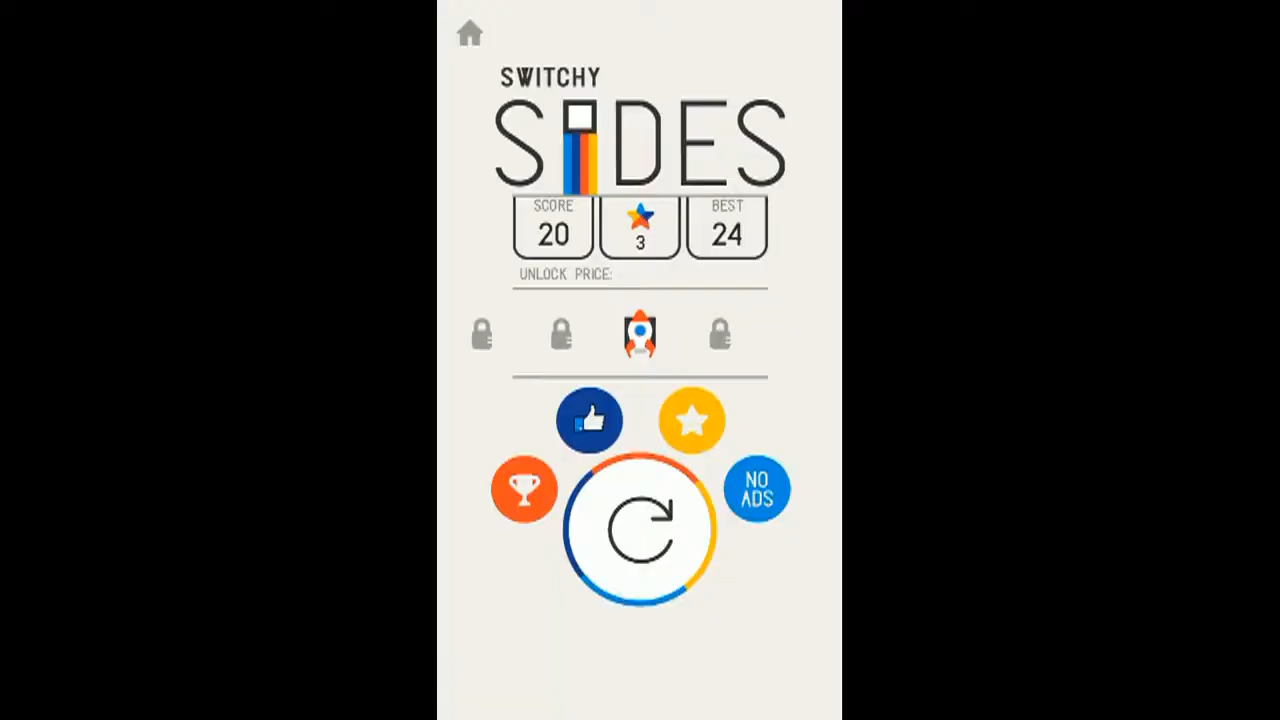 SWITCHY
SIDES
SCORE
20
3
BEST
24
UNLOCK PRICE:
NO
ADS